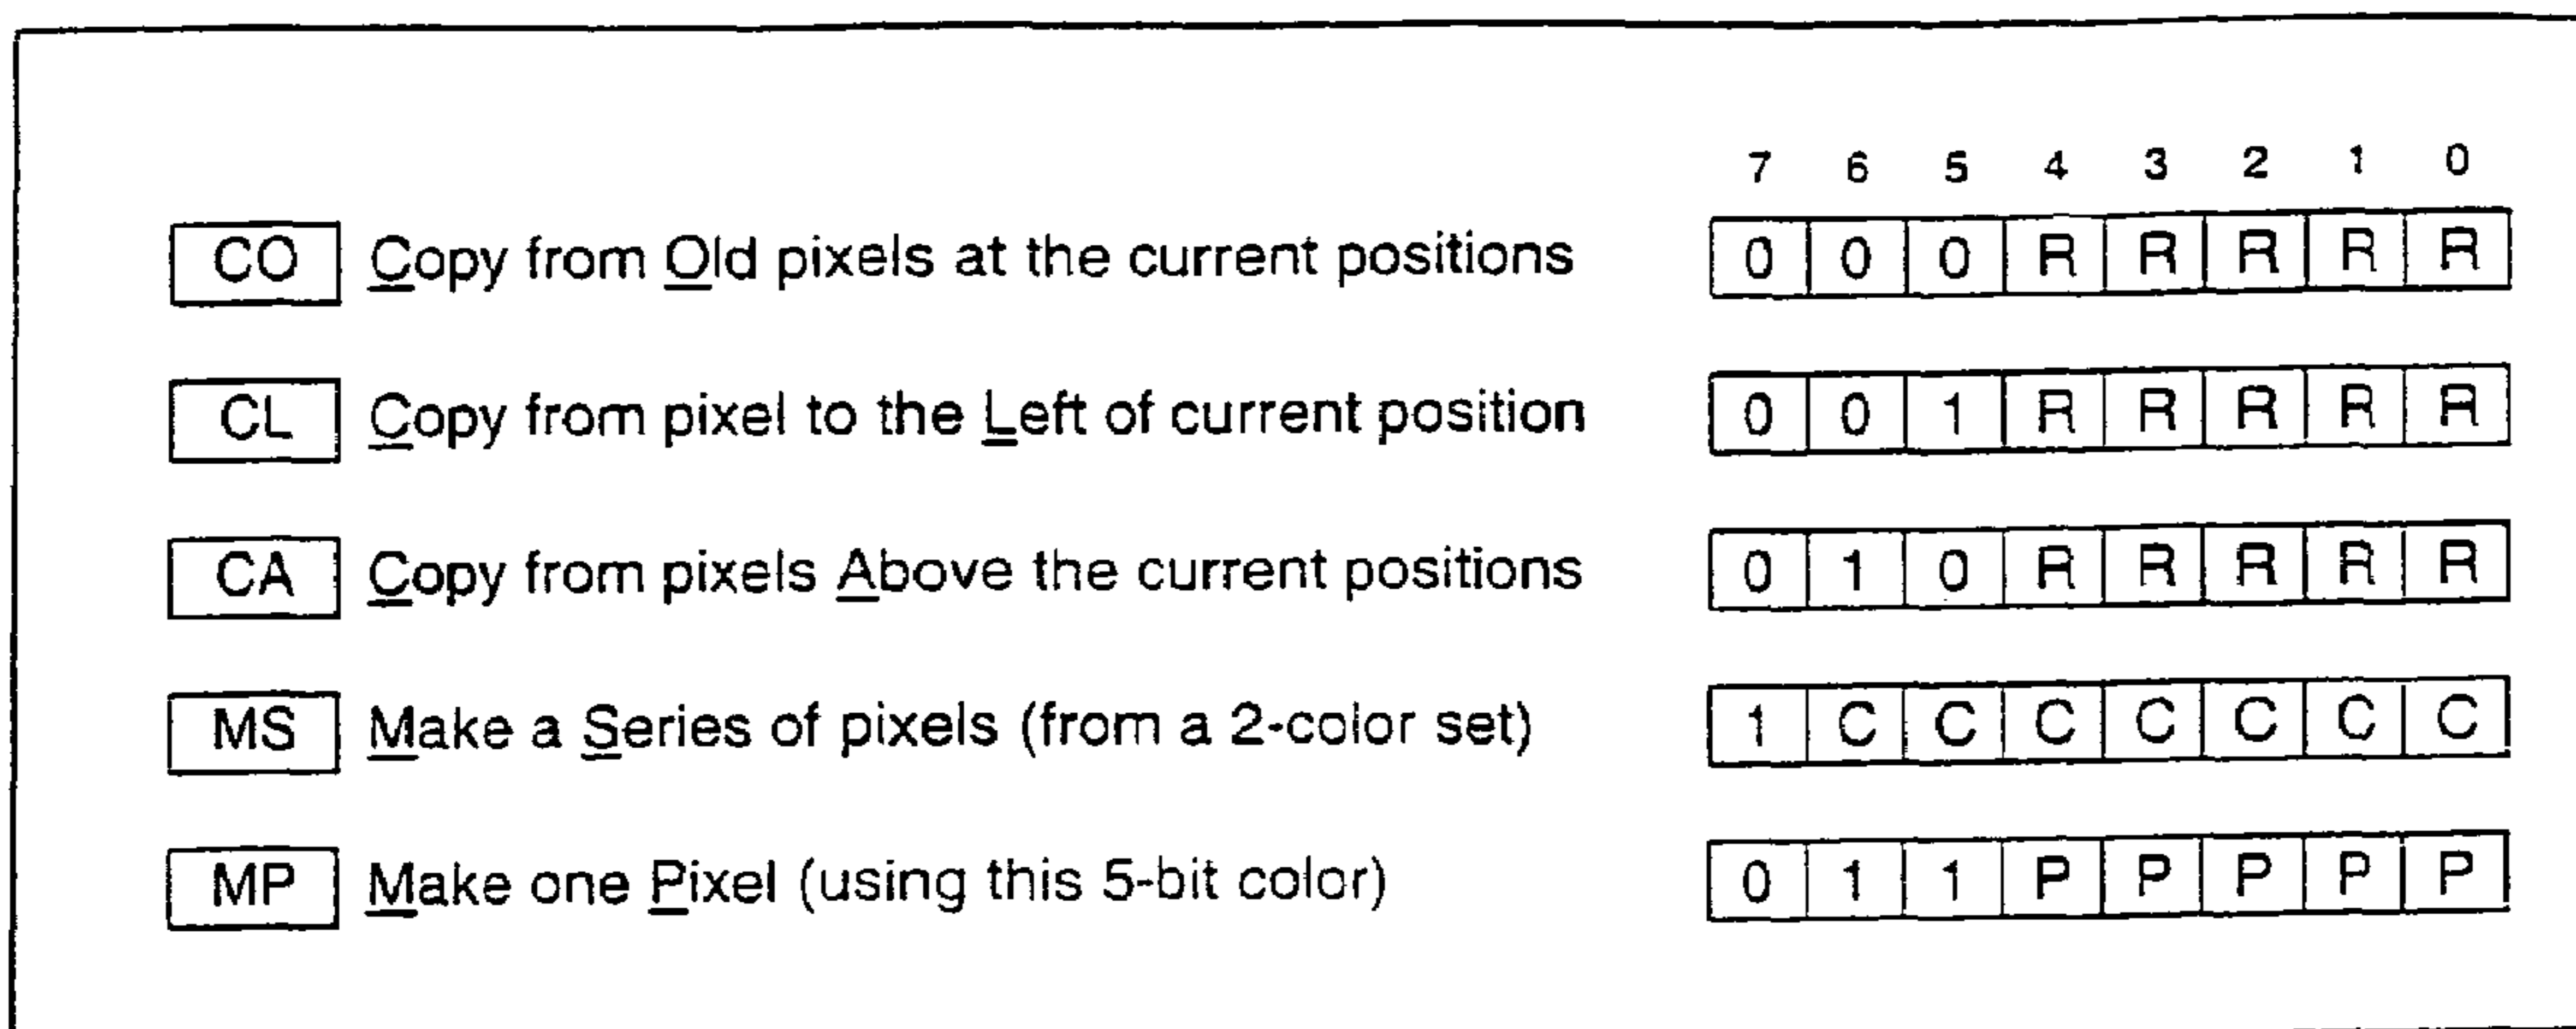 7 6 5 4 3 2 1 0
CO Copy from Old pixels at the current positions 0 0 0 R R R R R
CL Copy from pixel to the Left of current position 0 0 1 R R R R R
CA Copy from pixels Above the current positions 0 1 0 R R R R R
MS Make a Series of pixels (from a 2-color set) 1 C C C C C C C
MP Make one Pixel (using this 5-bit color) 0 1 1 P P P P P